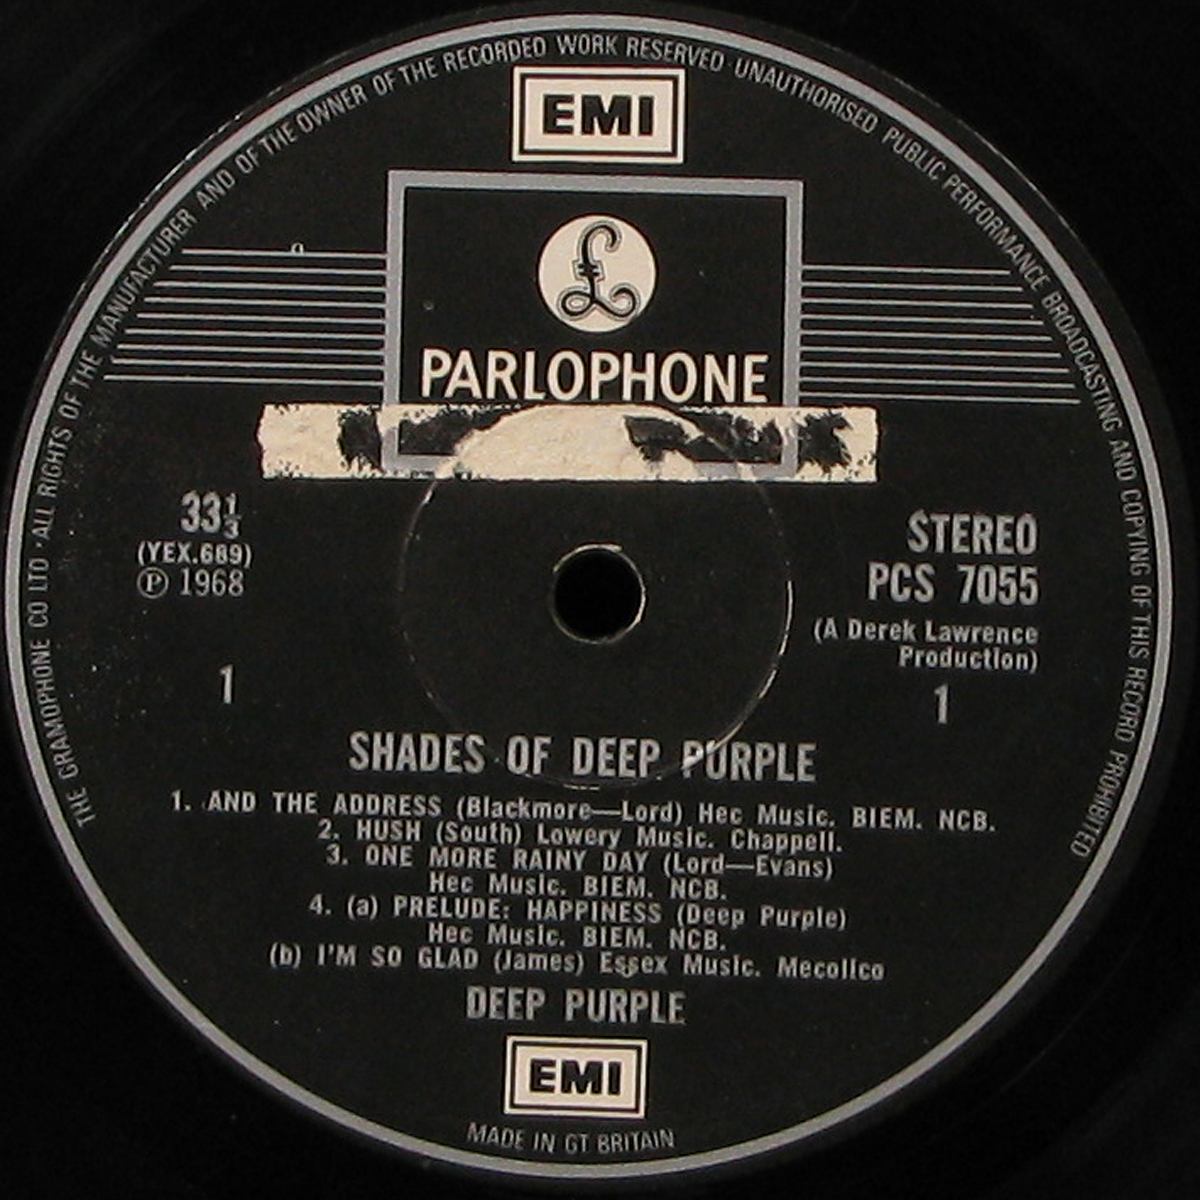 THE GRAMOPHONE CO LTD · ALL RIGHTS OF THE MANUFACTURER AND OF THE OWNER OF THE RECORDED WORK RESERVED · UNAUTHORISED PUBLIC PERFORMANCE BROADCASTING AND COPYING OF THIS RECORD PROHIBITED
EMI
£
PARLOPHONE
33⅓
(YEX.689)
℗ 1968
1
STEREO
PCS 7055
(A Derek Lawrence
Production)
1
SHADES OF DEEP PURPLE
1. AND THE ADDRESS (Blackmore—Lord) Hec Music. BIEM. NCB.
2. HUSH (South) Lowery Music. Chappell.
3. ONE MORE RAINY DAY (Lord—Evans)
Hec Music. BIEM. NCB.
4. (a) PRELUDE: HAPPINESS (Deep Purple)
Hec Music. BIEM. NCB.
(b) I'M SO GLAD (James) Essex Music. Mecolico
DEEP PURPLE
EMI
MADE IN GT BRITAIN